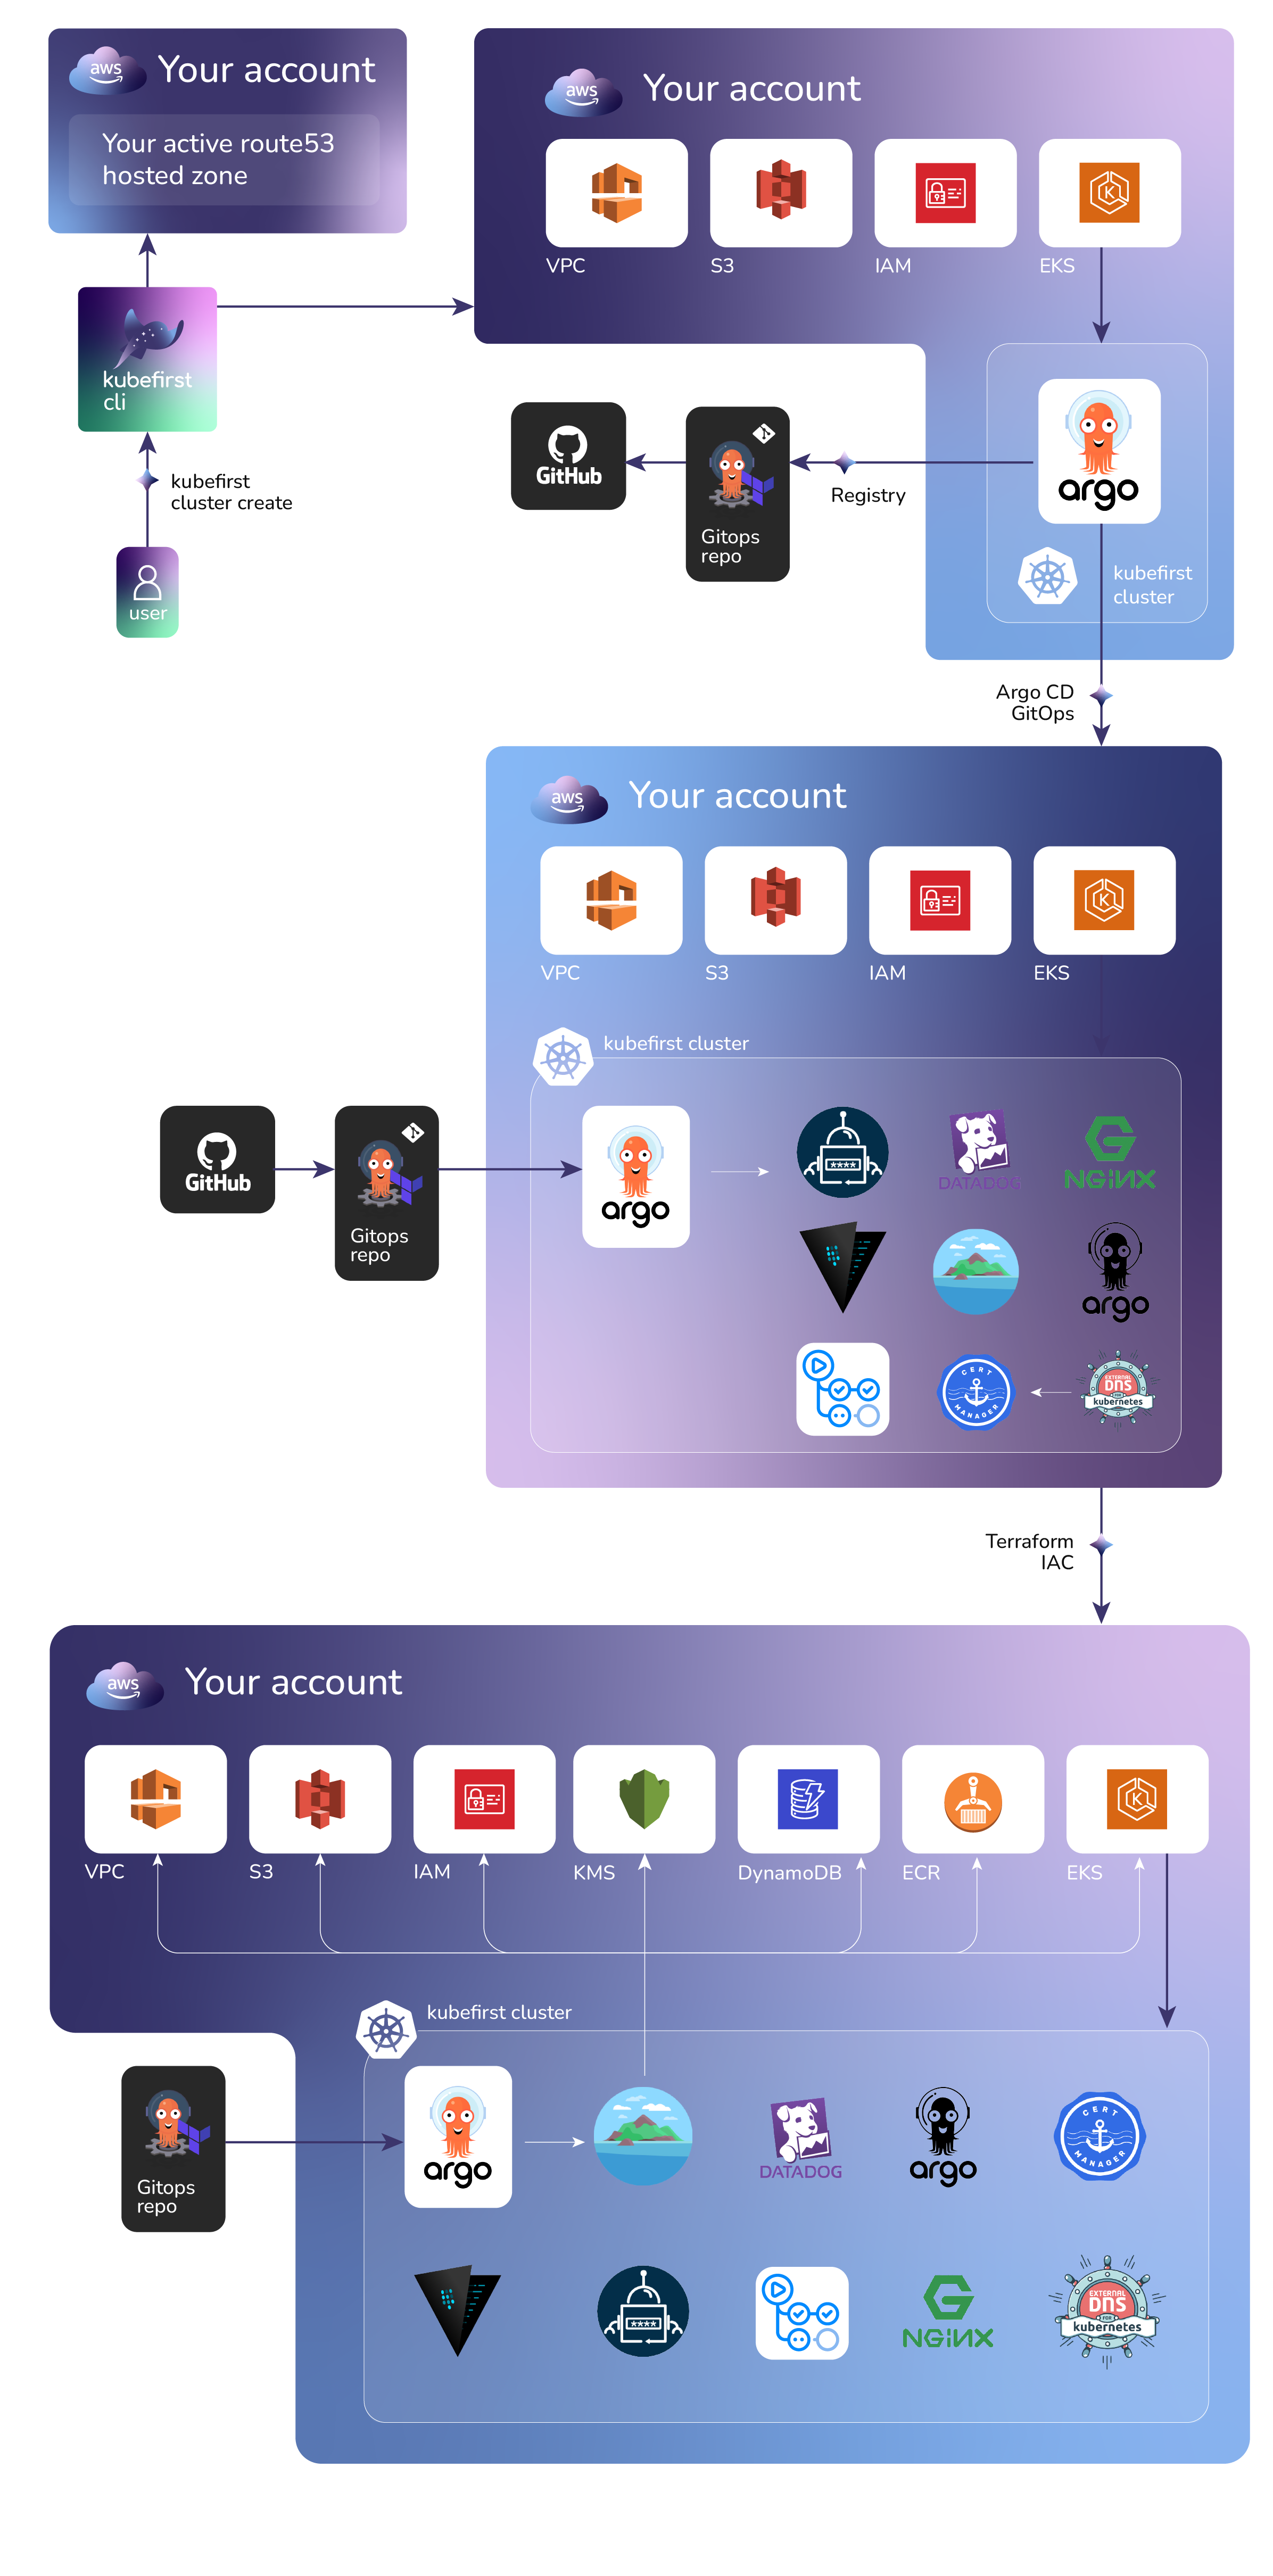 aws
Your account
Your active route53
hosted zone
aws
Your account
VPC
S3
IAM
EKS
kubefirst
cli
kubefirst
cluster create
user
GitHub
Gitops
repo
Registry
argo
kubefirst
cluster
Argo CD
GitOps
aws
Your account
VPC
S3
IAM
EKS
kubefirst cluster
GitHub
Gitops
repo
argo
****
DATADOG
NGINX
argo
CERT
MANAGER
EXTERNAL
DNS
FOR
kubernetes
Terraform
IAC
aws
Your account
VPC
S3
IAM
KMS
DynamoDB
ECR
EKS
kubefirst cluster
Gitops
repo
argo
DATADOG
argo
CERT
MANAGER
****
NGINX
EXTERNAL
DNS
FOR
kubernetes